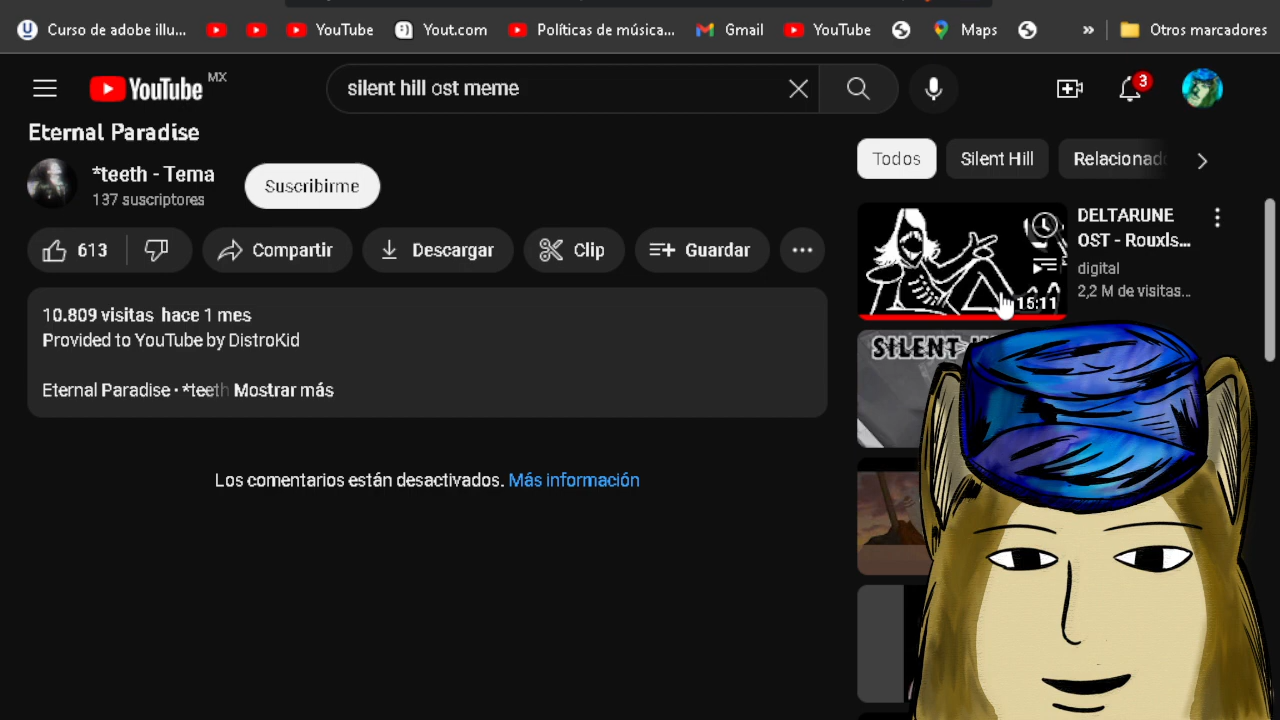 Curso de adobe illu... YouTube Yout.com Políticas de música... Gmail YouTube Maps » Otros marcadores
YouTube MX
silent hill ost meme
3
Eternal Paradise
*teeth - Tema
137 suscriptores
Suscribirme
613 Compartir Descargar Clip Guardar
10.809 visitas hace 1 mes
Provided to YouTube by DistroKid
Eternal Paradise · *teeth Mostrar más
Los comentarios están desactivados. Más información
Todos Silent Hill Relacionad
DELTARUNE
OST - Rouxls...
digital
2,2 M de visitas...
15:11
SILENT